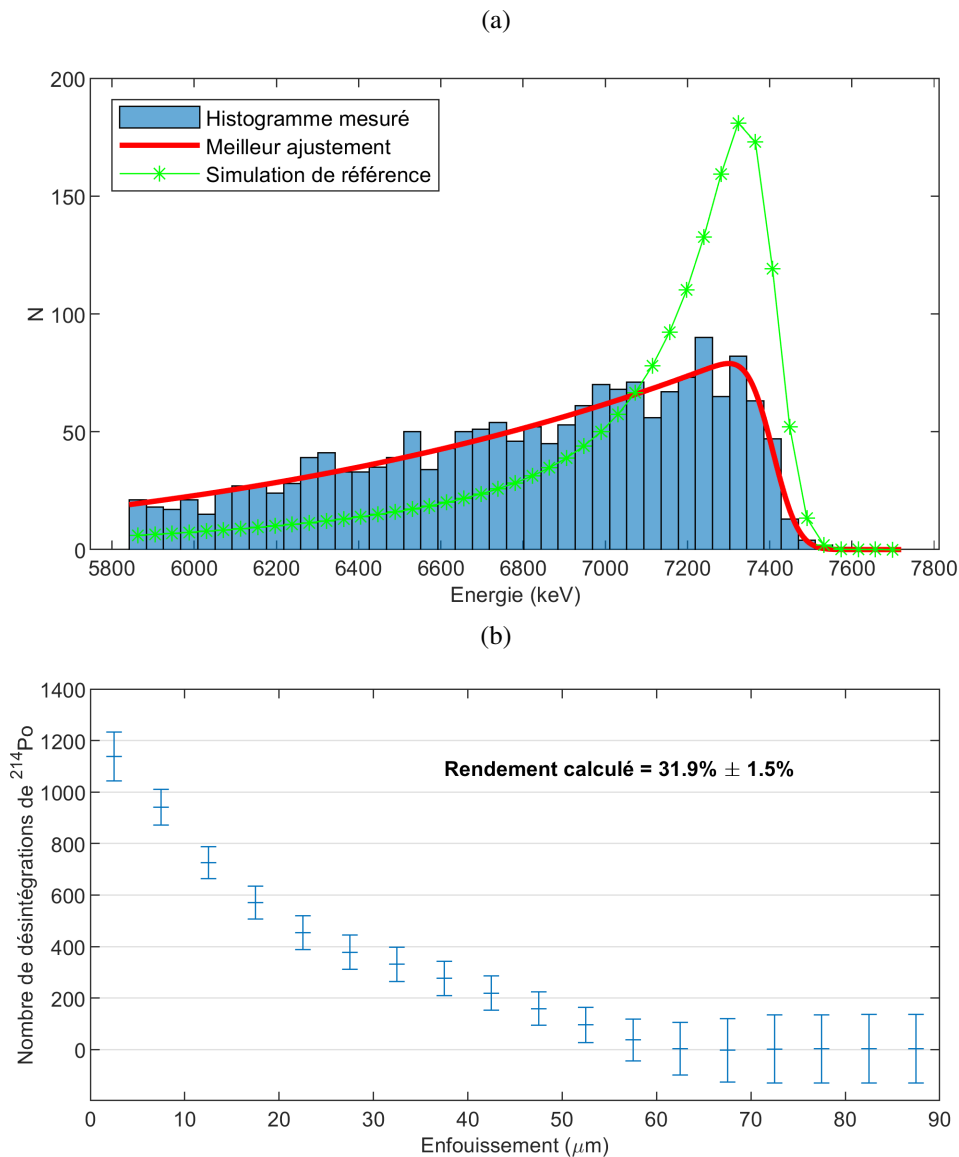 (a)
200
150
100
50
0
N
Histogramme mesuré
Meilleur ajustement
Simulation de référence
5800 6000 6200 6400 6600 6800 7000 7200 7400 7600 7800
Energie (keV)
(b)
1400
1200
1000
800
600
400
200
0
Nombre de désintégrations de ²¹⁴Po
Rendement calculé = 31.9% ± 1.5%
0 10 20 30 40 50 60 70 80 90
Enfouissement (μm)